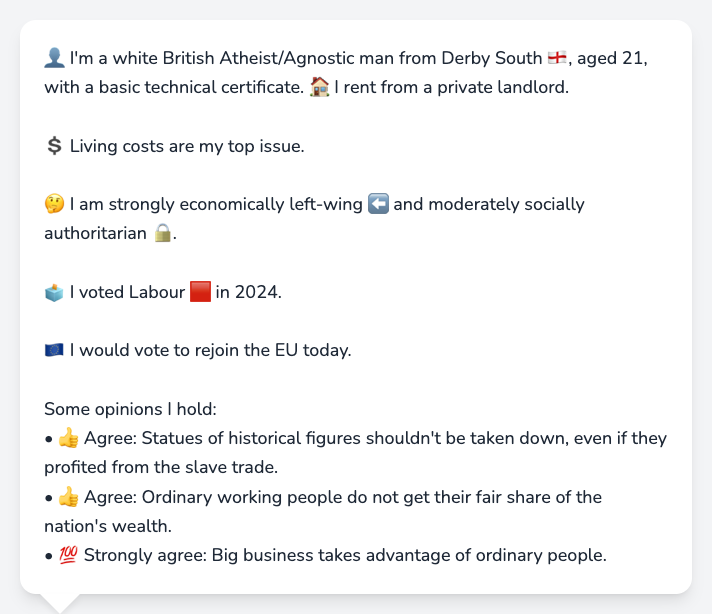 👤 I'm a white British Atheist/Agnostic man from Derby South 🏴󠁧󠁢󠁥󠁮󠁧󠁿, aged 21,
with a basic technical certificate. 🏠 I rent from a private landlord.
💲 Living costs are my top issue.
🤔 I am strongly economically left-wing ⬅️ and moderately socially
authoritarian 🔒.
🗳️ I voted Labour 🟥 in 2024.
🇪🇺 I would vote to rejoin the EU today.
Some opinions I hold:
• 👍 Agree: Statues of historical figures shouldn't be taken down, even if they
profited from the slave trade.
• 👍 Agree: Ordinary working people do not get their fair share of the
nation's wealth.
• 💯 Strongly agree: Big business takes advantage of ordinary people.